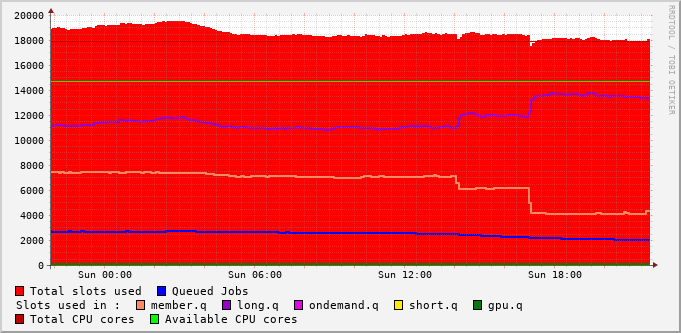 20000
18000
16000
14000
12000
10000
8000
6000
4000
2000
0
Sun 00:00 Sun 06:00 Sun 12:00 Sun 18:00
RRDTOOL / TOBI OETIKER
Total slots used Queued Jobs
Slots used in : member.q long.q ondemand.q short.q gpu.q
Total CPU cores Available CPU cores